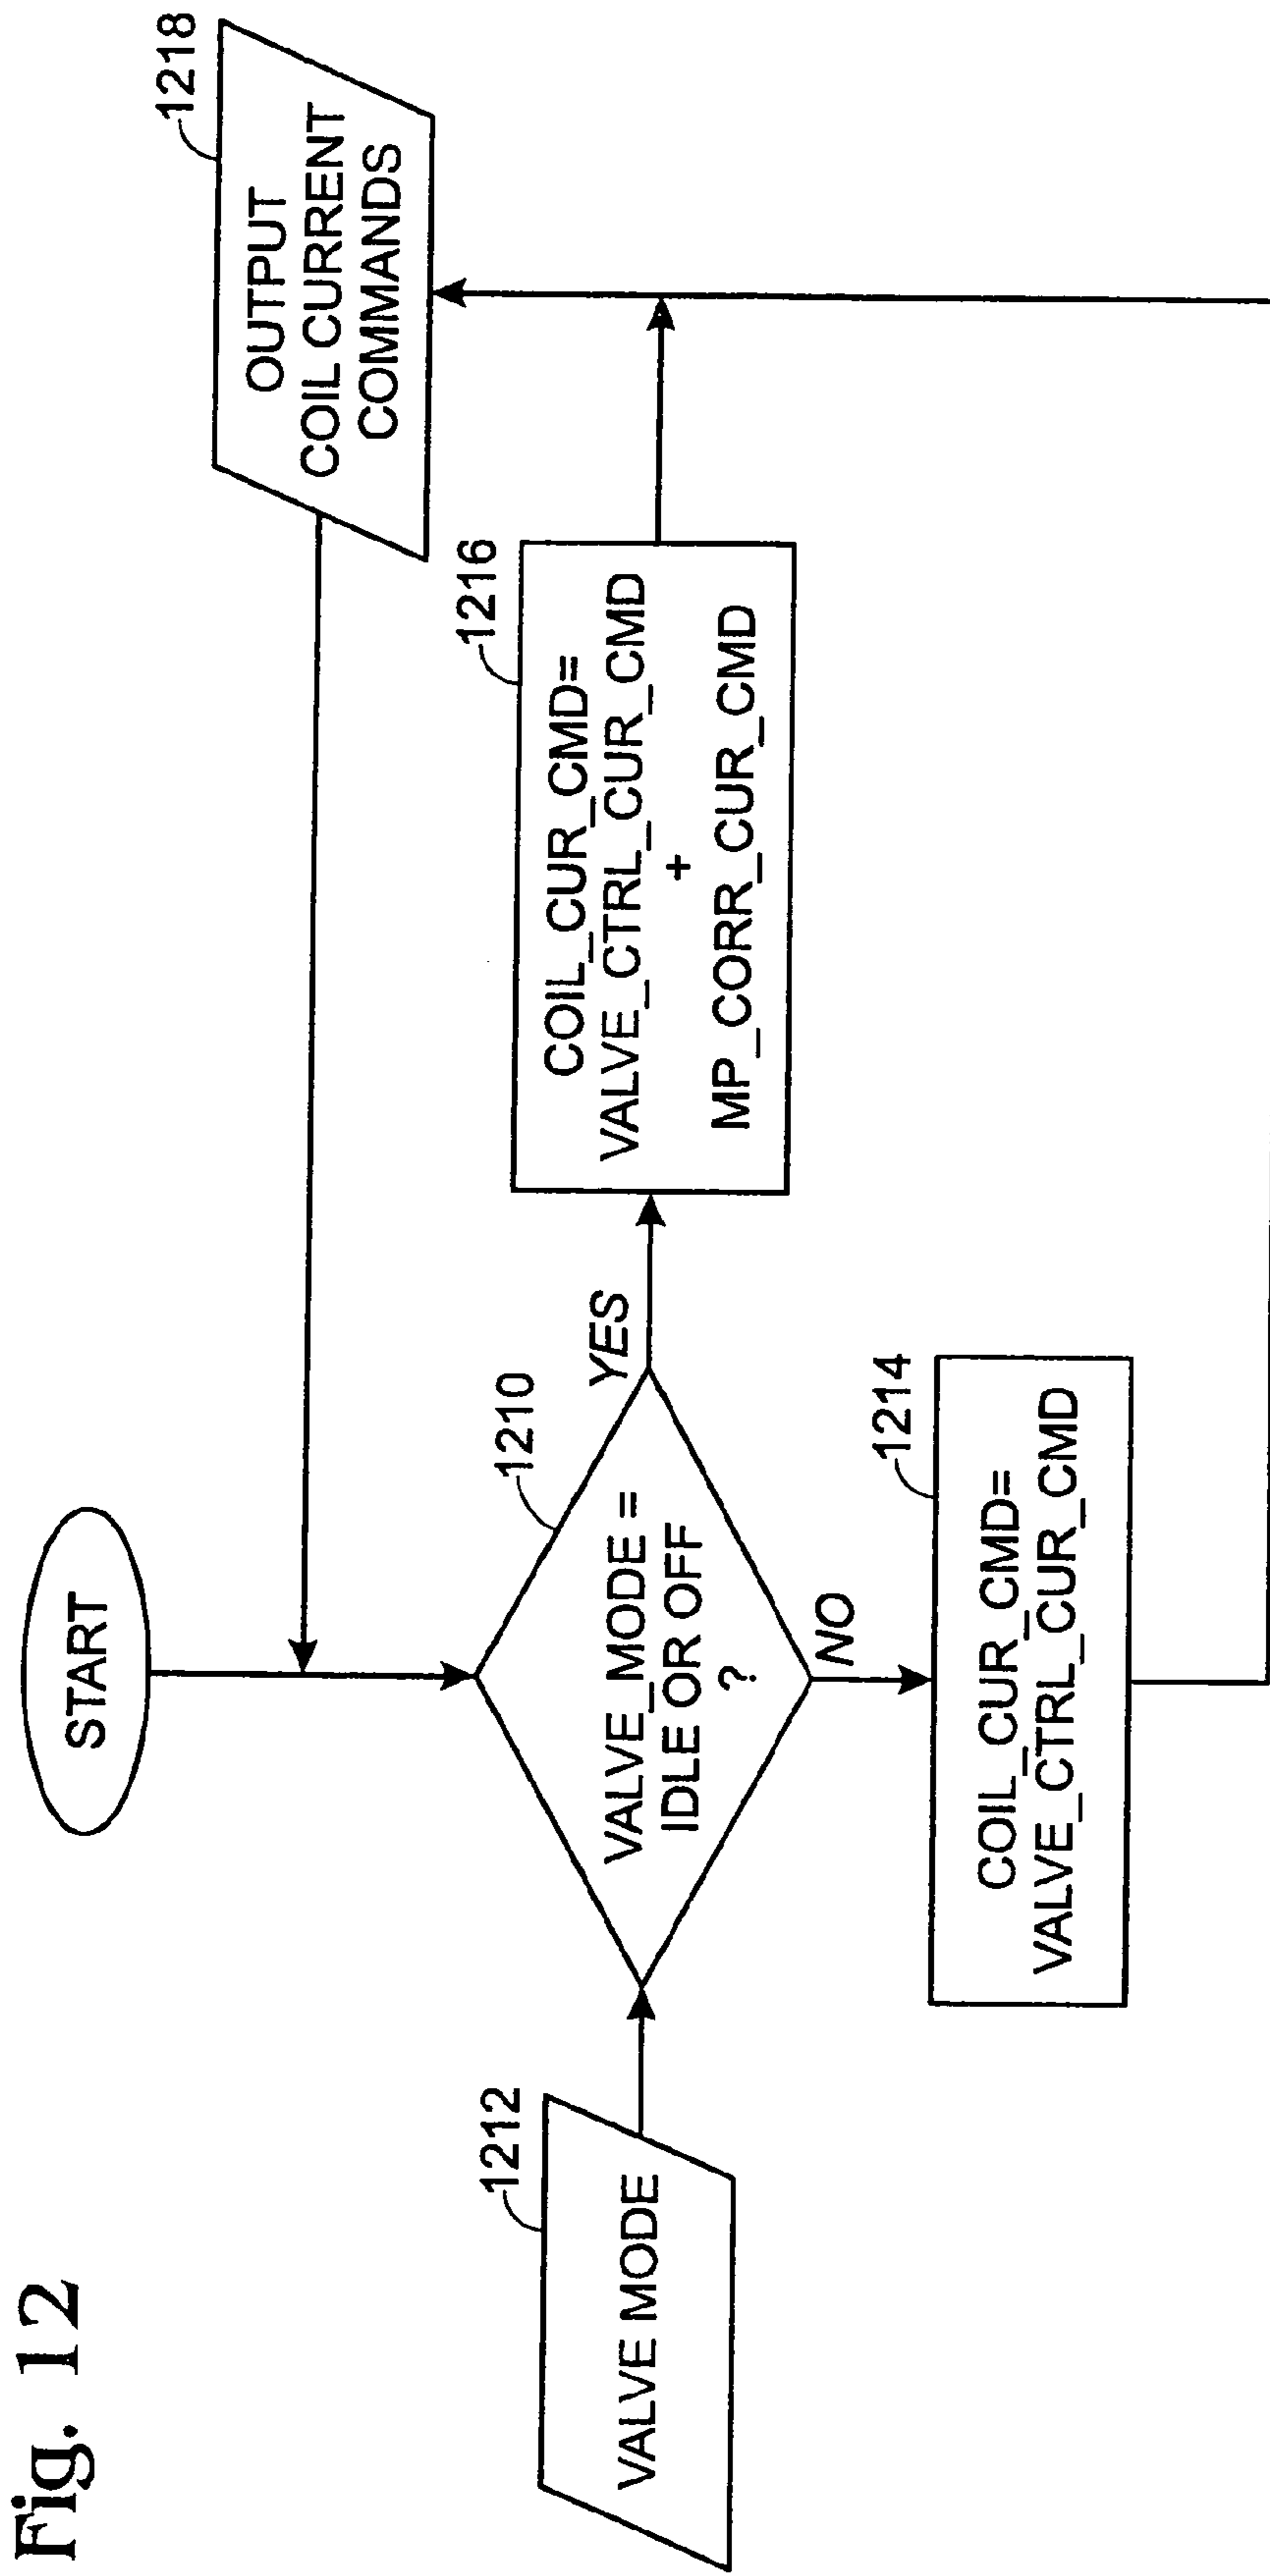 Fig. 12
START
1218
OUTPUT
COIL CURRENT
COMMANDS
1212
VALVE MODE
1210
VALVE_MODE =
IDLE OR OFF
?
YES
1216
COIL_CUR_CMD=
VALVE_CTRL_CUR_CMD
+
MP_CORR_CUR_CMD
NO
1214
COIL_CUR_CMD=
VALVE_CTRL_CUR_CMD